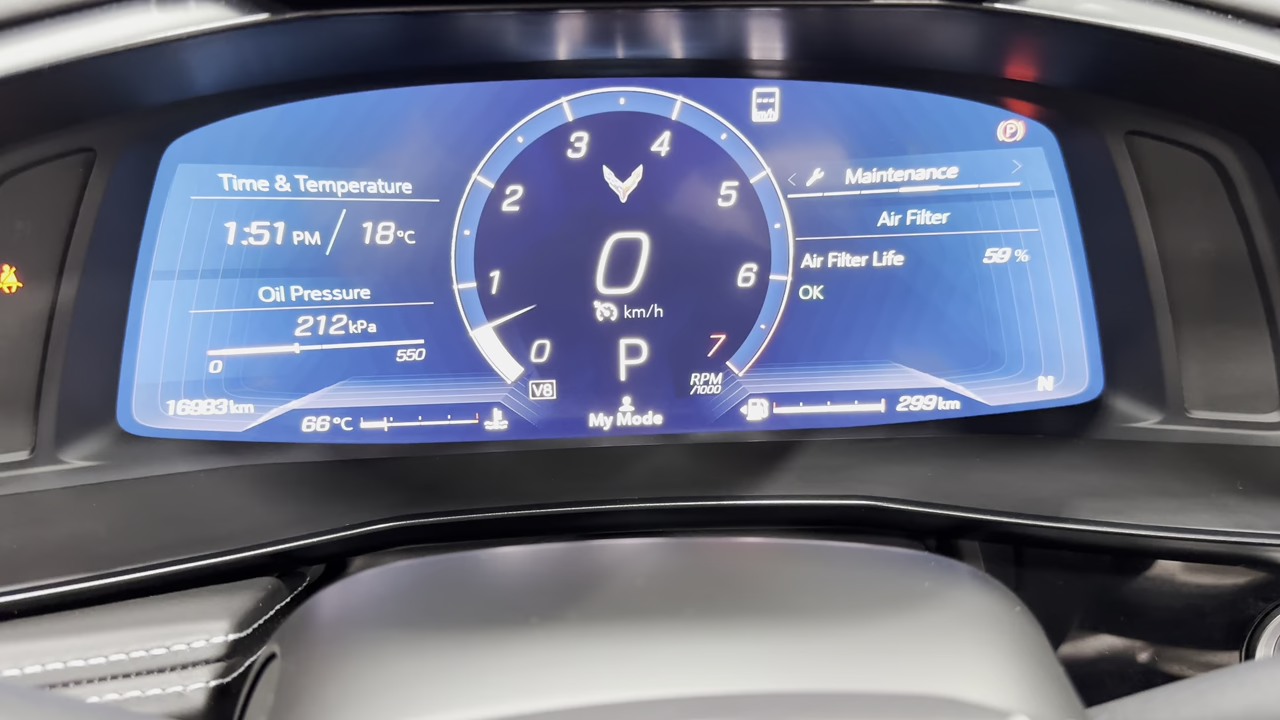 Time & Temperature
1:51 PM / 18°C
Oil Pressure
212 kPa
0 550
16983 km
66 °C
0
1
2
3
4
5
6
7
RPM
/1000
V8
0
km/h
P
My Mode
km/h
P
Maintenance
Air Filter
Air Filter Life 59 %
OK
N
299 km